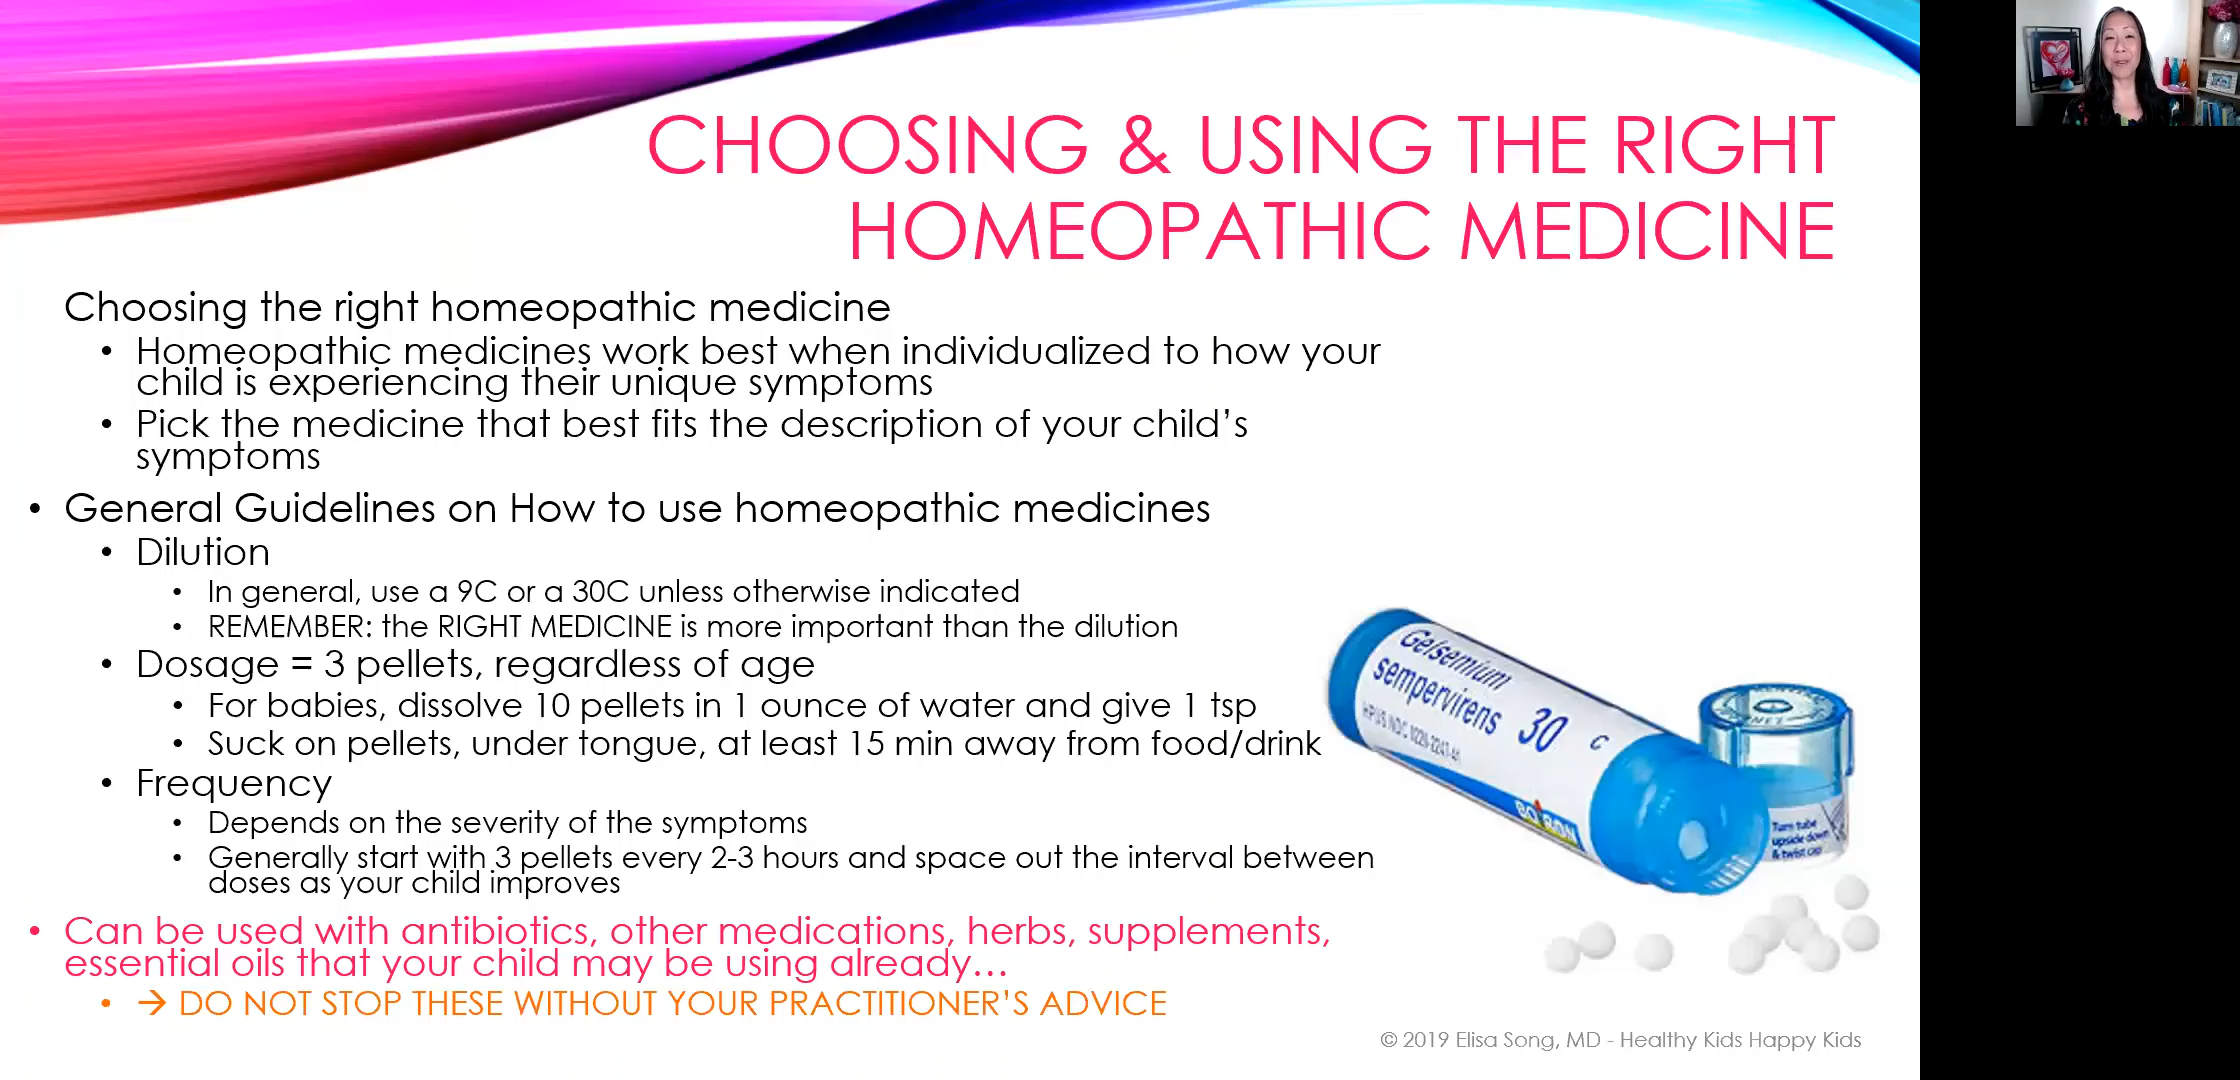 CHOOSING & USING THE RIGHT
HOMEOPATHIC MEDICINE
Choosing the right homeopathic medicine
• Homeopathic medicines work best when individualized to how your
child is experiencing their unique symptoms
• Pick the medicine that best fits the description of your child's
symptoms
• General Guidelines on How to use homeopathic medicines
• Dilution
• In general, use a 9C or a 30C unless otherwise indicated
• REMEMBER: the RIGHT MEDICINE is more important than the dilution
• Dosage = 3 pellets, regardless of age
• For babies, dissolve 10 pellets in 1 ounce of water and give 1 tsp
• Suck on pellets, under tongue, at least 15 min away from food/drink
• Frequency
• Depends on the severity of the symptoms
• Generally start with 3 pellets every 2-3 hours and space out the interval between
doses as your child improves
• Can be used with antibiotics, other medications, herbs, supplements,
essential oils that your child may be using already...
• → DO NOT STOP THESE WITHOUT YOUR PRACTITIONER'S ADVICE
Gelsemium
sempervirens 30 C
HPUS NDC
BOIRON
Turn tube
upside down
& twist cap
© 2019 Elisa Song, MD - Healthy Kids Happy Kids